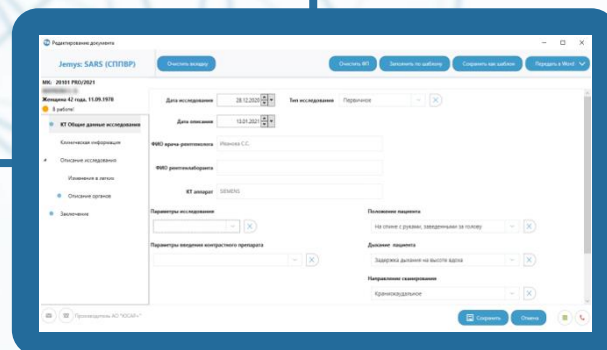 Редактирование документа
Jemys: SARS (СППВР)
Очистить вкладку
Очистить МП
Заполнить по шаблону
Сохранить как шаблон
Передать в Word
МК: 20101 PRO/2021
Женщина 42 года, 11.09.1978
В работе
КТ Общие данные исследования
Клиническая информация
Описание исследования
Изменения в легких
Описание органов
Заключение
Дата исследования 28.12.2020
Тип исследования Первичное
Дата описания 13.01.2021
ФИО врача-рентгенолога Иванова С.С.
ФИО рентгенлаборанта
КТ аппарат SIEMENS
Параметры исследования
Положение пациента
На спине с руками, заведенными за голову
Параметры введения контрастного препарата
Дыхание пациента
Задержка дыхания на высоте вдоха
Направление сканирования
Краниокаудальное
Производитель АО "ЮСАР+"
Сохранить
Отмена